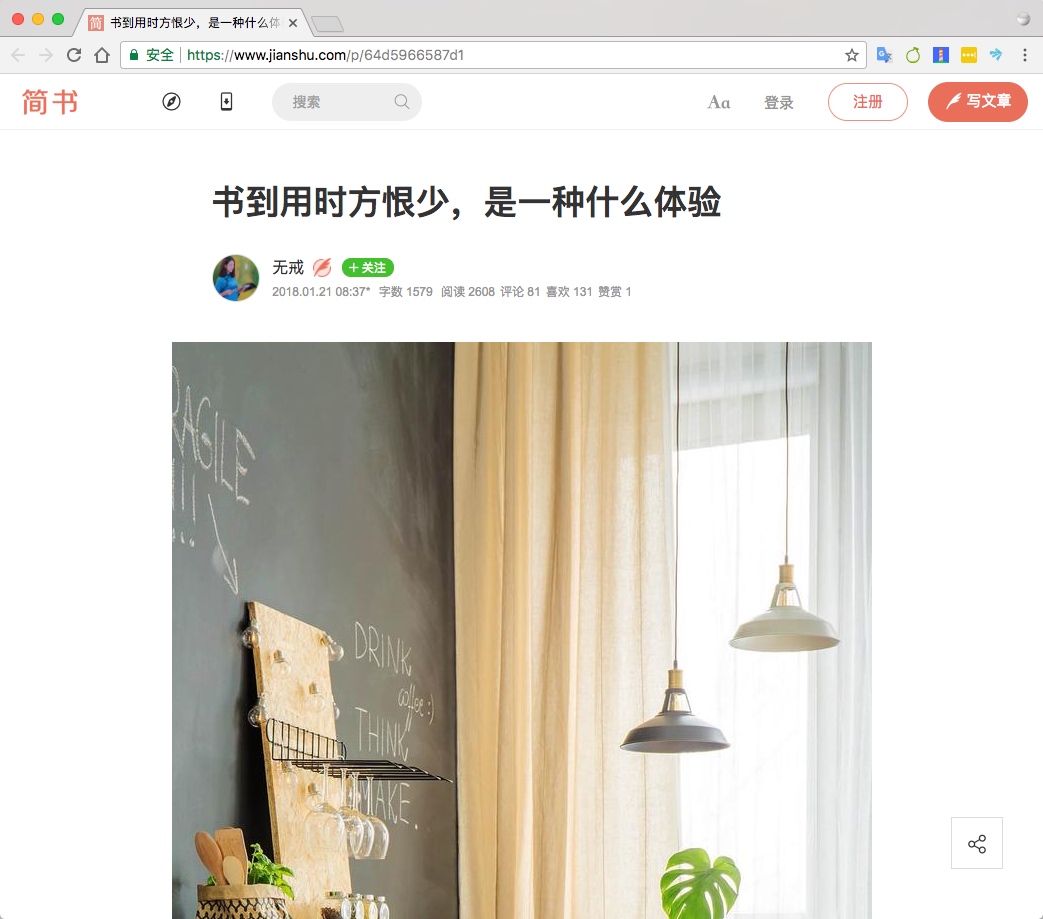 书到用时方恨少，是一种什么体
安全 https://www.jianshu.com/p/64d5966587d1
简书 搜索 Aa 登录 注册 写文章
书到用时方恨少，是一种什么体验
无戒 + 关注
2018.01.21 08:37* 字数 1579 阅读 2608 评论 81 喜欢 131 赞赏 1
RAGILE
DRINK
coffee :)
THINK
MAKE.